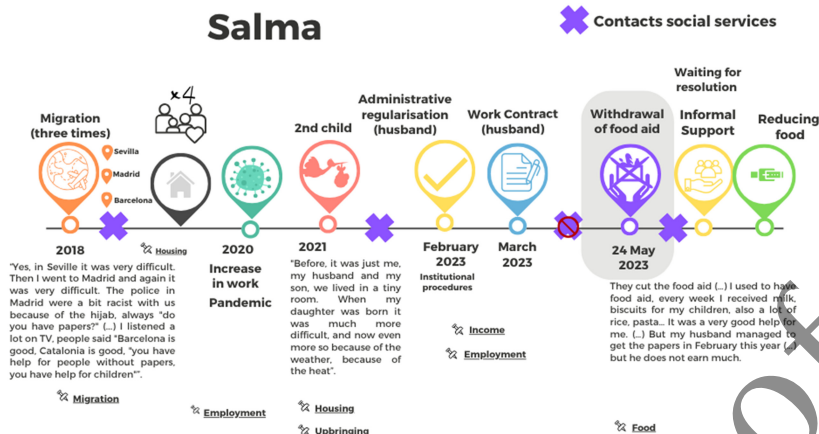 Salma
Contacts social services
x4
Migration
(three times)
Sevilla
Madrid
Barcelona
2nd child
Administrative
regularisation
(husband)
Work Contract
(husband)
Withdrawal
of food aid
Waiting for
resolution
Informal
Support
Reducing
food
2018
Housing
2020
Increase
in work
Pandemic
2021
February
2023
Institutional
procedures
March
2023
24 May
2023
"Yes, in Seville it was very difficult.
Then I went to Madrid and again it
was very difficult. The police in
Madrid were a bit racist with us
because of the hijab, always "do
you have papers?" (...) I listened a
lot on TV, people said "Barcelona is
good, Catalonia is good, "you have
help for people without papers,
you have help for children"".
Migration
Employment
"Before, it was just me,
my husband and my
son, we lived in a tiny
room. When my
daughter was born it
was much more
difficult, and now even
more so because of the
weather, because of
the heat".
Housing
Upbringing
Income
Employment
They cut the food aid (...) I used to have
food aid, every week I received milk,
biscuits for my children, also a lot of
rice, pasta... It was a very good help for
me. (...) But my husband managed to
get the papers in February this year (...)
but he does not earn much.
Food
of